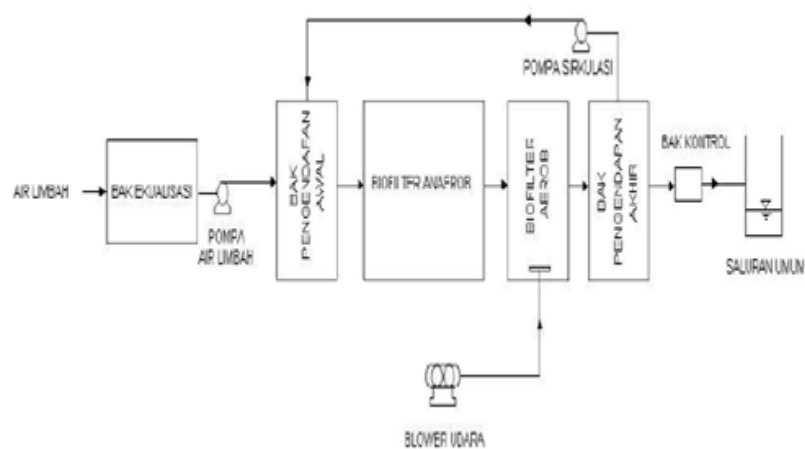 POMPA SIRKULASI
AIR LIMBAH
BAK EKUALISASI
POMPA
AIR LIMBAH
BAK
PENGENDAPAN
AWAL
BIOFILTER ANAEROB
BIOFILTER
AEROB
BAK
PENGENDAPAN
AKHIR
BAK KONTROL
SALURAN UMUM
BLOWER UDARA